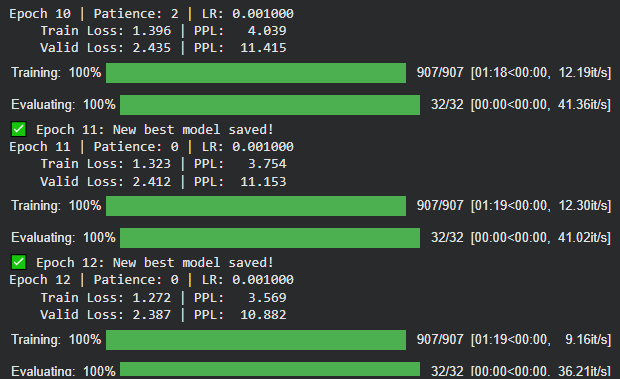 Epoch 10 | Patience: 2 | LR: 0.001000
Train Loss: 1.396 | PPL: 4.039
Valid Loss: 2.435 | PPL: 11.415
Training: 100% 907/907 [01:18<00:00, 12.19it/s]
Evaluating: 100% 32/32 [00:00<00:00, 41.36it/s]
✅ Epoch 11: New best model saved!
Epoch 11 | Patience: 0 | LR: 0.001000
Train Loss: 1.323 | PPL: 3.754
Valid Loss: 2.412 | PPL: 11.153
Training: 100% 907/907 [01:19<00:00, 12.30it/s]
Evaluating: 100% 32/32 [00:00<00:00, 41.02it/s]
✅ Epoch 12: New best model saved!
Epoch 12 | Patience: 0 | LR: 0.001000
Train Loss: 1.272 | PPL: 3.569
Valid Loss: 2.387 | PPL: 10.882
Training: 100% 907/907 [01:19<00:00, 9.16it/s]
Evaluating: 100% 32/32 [00:00<00:00, 36.21it/s]